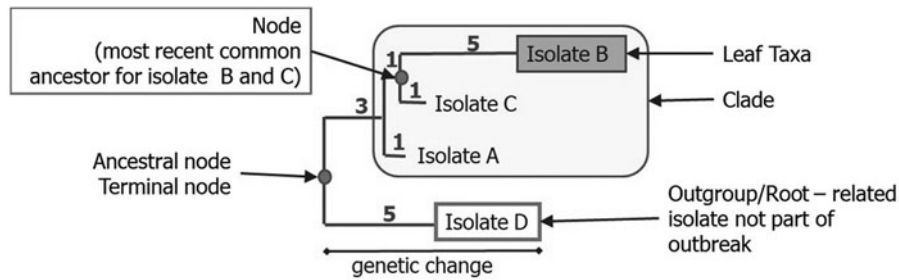 Node
(most recent common
ancestor for isolate B and C)
5
Isolate B
Leaf Taxa
1
1
Isolate C
Clade
3
1
Isolate A
Ancestral node
Terminal node
5
Isolate D
Outgroup/Root – related
isolate not part of
outbreak
genetic change